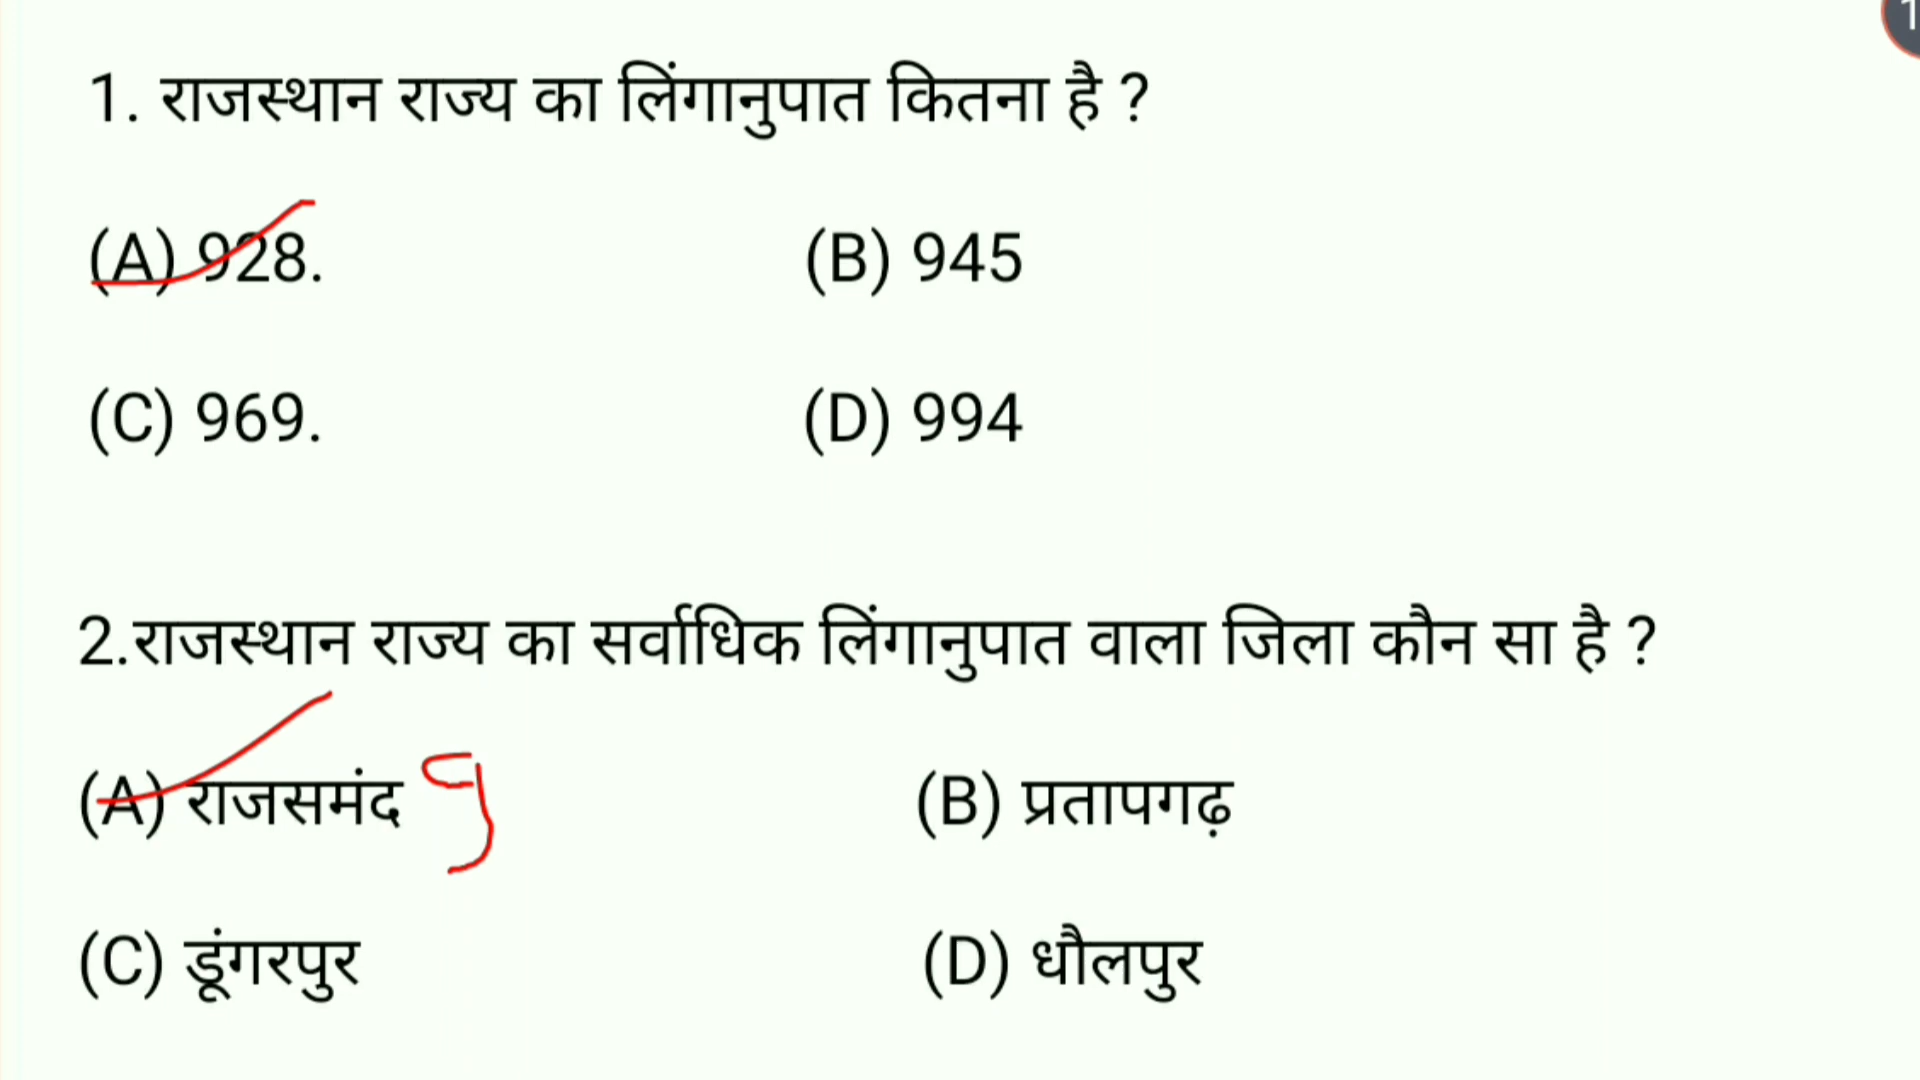 1. राजस्थान राज्य का लिंगानुपात कितना है ?
(A) 928. (B) 945
(C) 969. (D) 994
2.राजस्थान राज्य का सर्वाधिक लिंगानुपात वाला जिला कौन सा है ?
(A) राजसमंद (B) प्रतापगढ़
(C) डूंगरपुर (D) धौलपुर